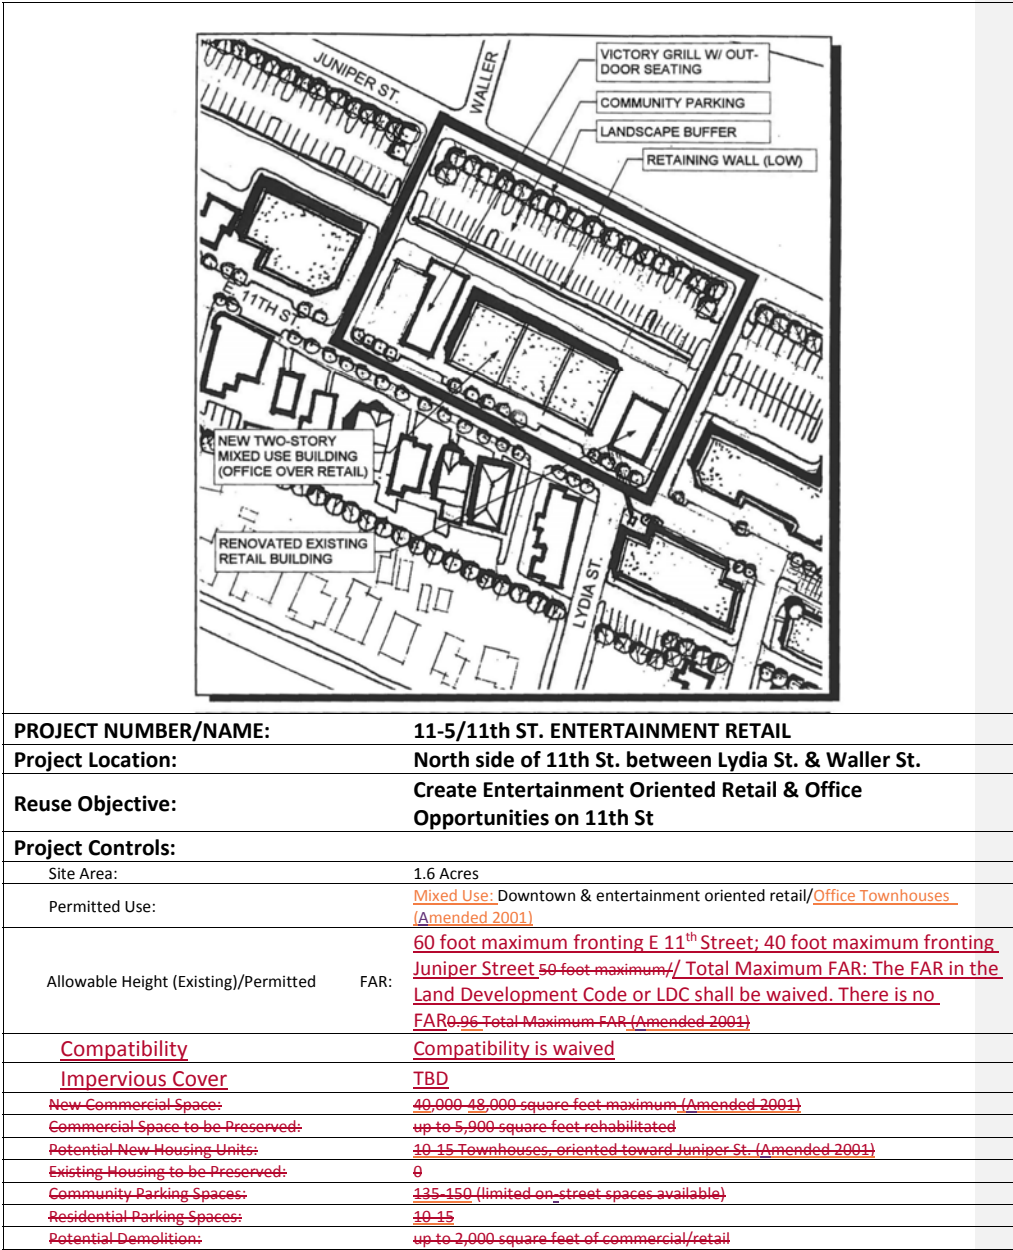 JUNIPER ST.
WALLER
VICTORY GRILL W/ OUT-
DOOR SEATING
COMMUNITY PARKING
LANDSCAPE BUFFER
RETAINING WALL (LOW)
E. 11TH ST.
NEW TWO-STORY
MIXED USE BUILDING
(OFFICE OVER RETAIL)
RENOVATED EXISTING
RETAIL BUILDING
LYDIA ST.
PROJECT NUMBER/NAME: 11-5/11th ST. ENTERTAINMENT RETAIL
Project Location: North side of 11th St. between Lydia St. & Waller St.
Reuse Objective: Create Entertainment Oriented Retail & Office
Opportunities on 11th St
Project Controls:
Site Area: 1.6 Acres
Permitted Use: Mixed Use: Downtown & entertainment oriented retail/Office Townhouses
(Amended 2001)
Allowable Height (Existing)/Permitted FAR: 60 foot maximum fronting E 11th Street; 40 foot maximum fronting
Juniper Street 50 foot maximum// Total Maximum FAR: The FAR in the
Land Development Code or LDC shall be waived. There is no
FAR0.96 Total Maximum FAR (Amended 2001)
Compatibility Compatibility is waived
Impervious Cover TBD
New Commercial Space: 40,000-48,000 square feet maximum (Amended 2001)
Commercial Space to be Preserved: up to 5,900 square feet rehabilitated
Potential New Housing Units: 10-15 Townhouses, oriented toward Juniper St. (Amended 2001)
Existing Housing to be Preserved: 0
Community Parking Spaces: 135-150 (limited on-street spaces available)
Residential Parking Spaces: 10-15
Potential Demolition: up to 2,000 square feet of commercial/retail